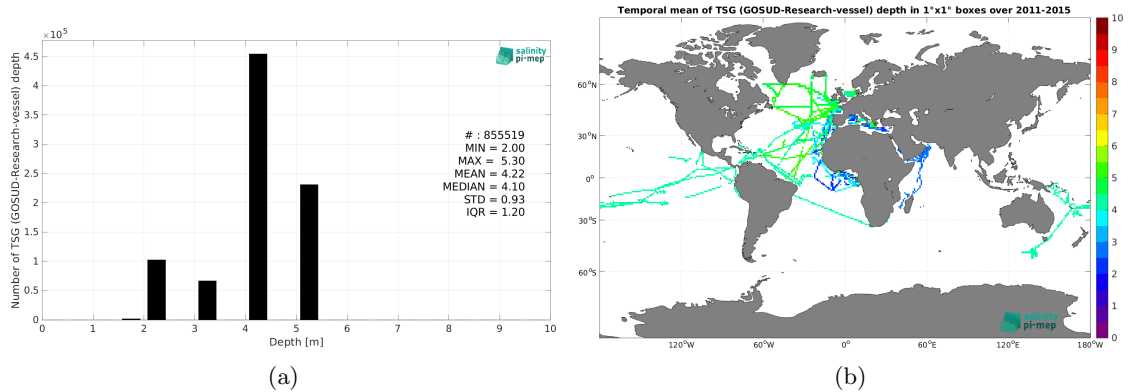 ×10⁵
4.5
4
3.5
3
2.5
2
1.5
1
0.5
0
Number of TSG (GOSUD-Research-vessel) depth
salinity
pi-mep
# : 855519
MIN = 2.00
MAX = 5.30
MEAN = 4.22
MEDIAN = 4.10
STD = 0.93
IQR = 1.20
0 1 2 3 4 5 6 7 8 9 10
Depth [m]
(a)
Temporal mean of TSG (GOSUD-Research-vessel) depth in 1°x1° boxes over 2011-2015
60°N
30°N
0°
30°S
60°S
120°W 60°W 0° 60°E 120°E 180°W
salinity
pi-mep
10
9
8
7
6
5
4
3
2
1
0
(b)